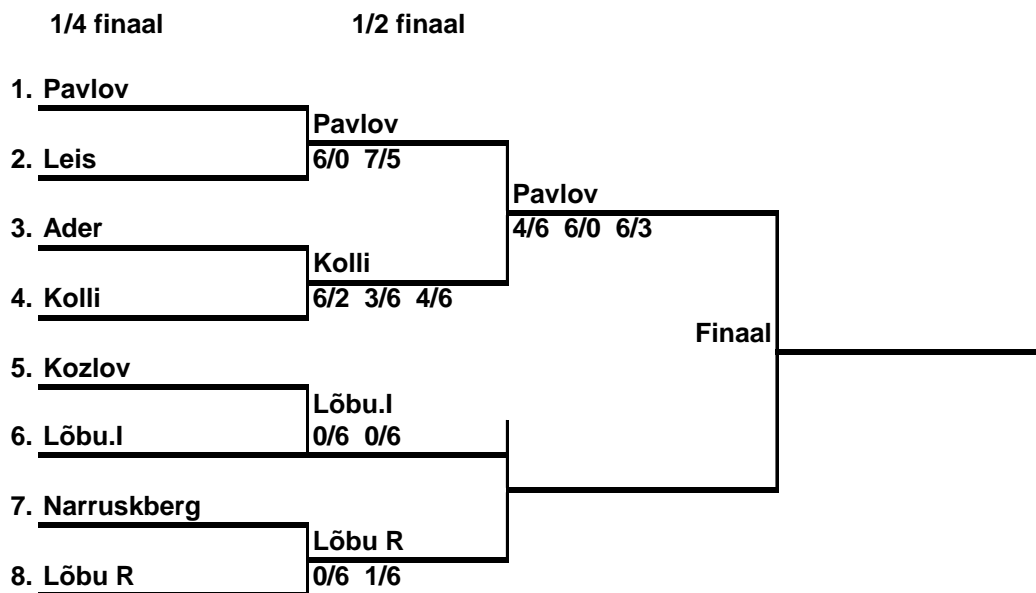 1/4 finaal 1/2 finaal
1. Pavlov
Pavlov
2. Leis 6/0 7/5
Pavlov
3. Ader 4/6 6/0 6/3
Kolli
4. Kolli 6/2 3/6 4/6
Finaal
5. Kozlov
Lõbu.I
6. Lõbu.I 0/6 0/6
7. Narruskberg
Lõbu R
8. Lõbu R 0/6 1/6